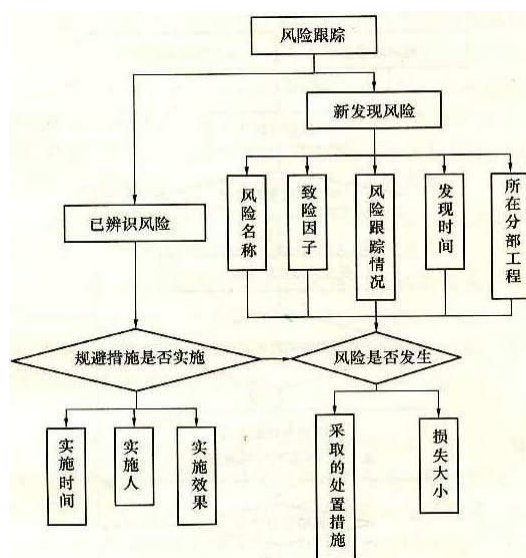 风险跟踪
新发现风险
已辨识风险
风险名称
致险因子
风险跟踪情况
发现时间
所在分部工程
规避措施是否实施
风险是否发生
实施时间
实施人
实施效果
采取的处置措施
损失大小